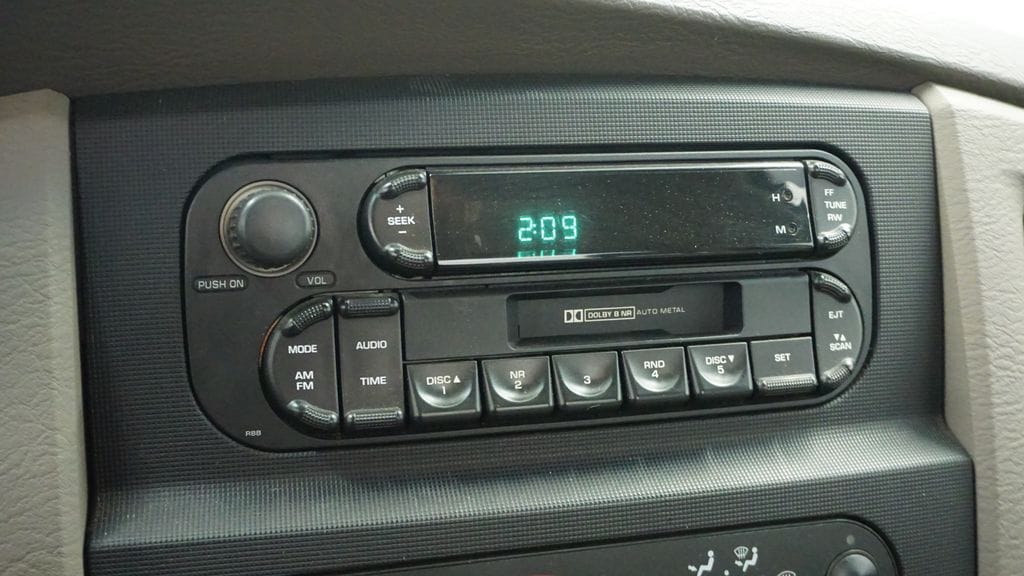 +
SEEK
−
2:09
H
M
FF
TUNE
RW
PUSH ON
VOL
DOLBY B NR AUTO METAL
EJT
▼▲
SCAN
MODE
AM
FM
AUDIO
TIME
DISC ▲
1
NR
2
3
RND
4
DISC ▼
5
SET
RBB